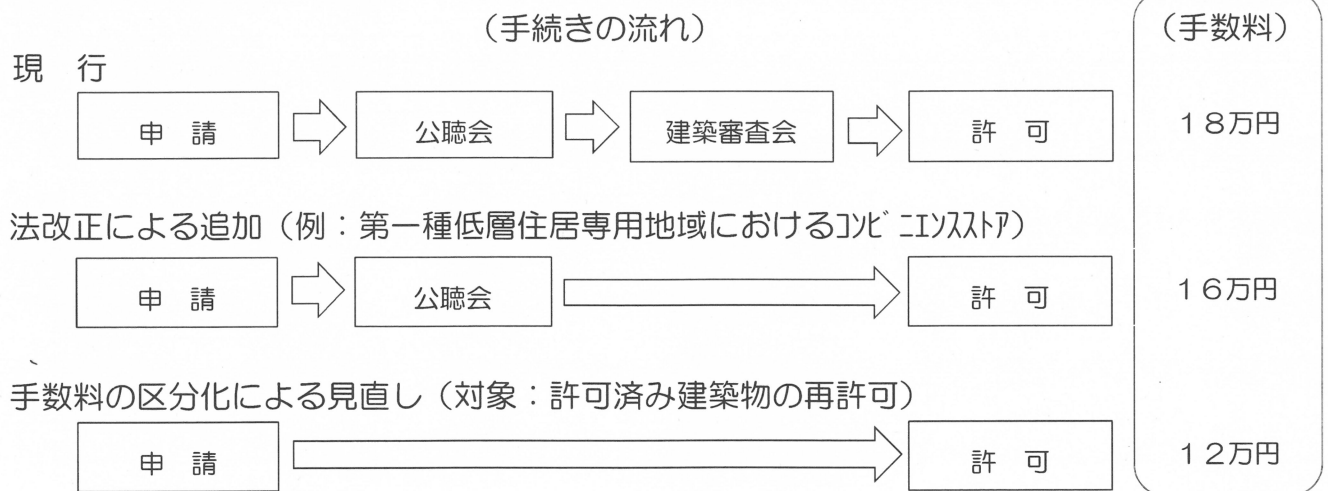 （手続きの流れ）
（手数料）
現　行
申　請
公聴会
建築審査会
許　可
１８万円
法改正による追加（例：第一種低層住居専用地域におけるｺﾝﾋﾞﾆｴﾝｽｽﾄｱ）
申　請
公聴会
許　可
１６万円
手数料の区分化による見直し（対象：許可済み建築物の再許可）
申　請
許　可
１２万円